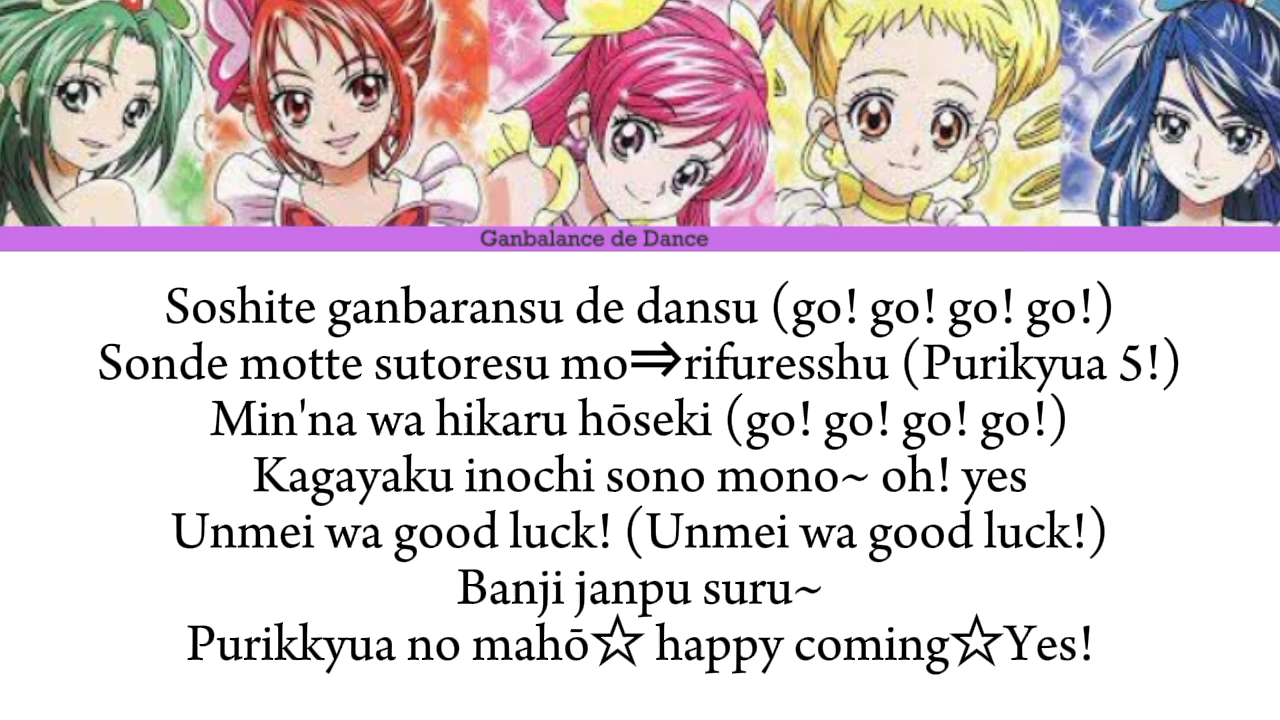 Ganbalance de Dance
Soshite ganbaransu de dansu (go! go! go! go!)
Sonde motte sutoresu mo⇒rifuresshu (Purikyua 5!)
Min'na wa hikaru hōseki (go! go! go! go!)
Kagayaku inochi sono mono~ oh! yes
Unmei wa good luck! (Unmei wa good luck!)
Banji janpu suru~
Purikkyua no mahō☆ happy coming☆Yes!